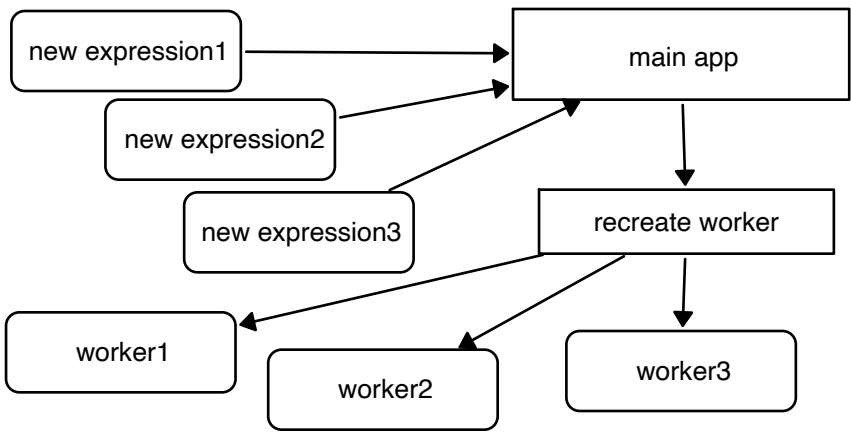 new expression1
main app
new expression2
new expression3
recreate worker
worker1
worker2
worker3